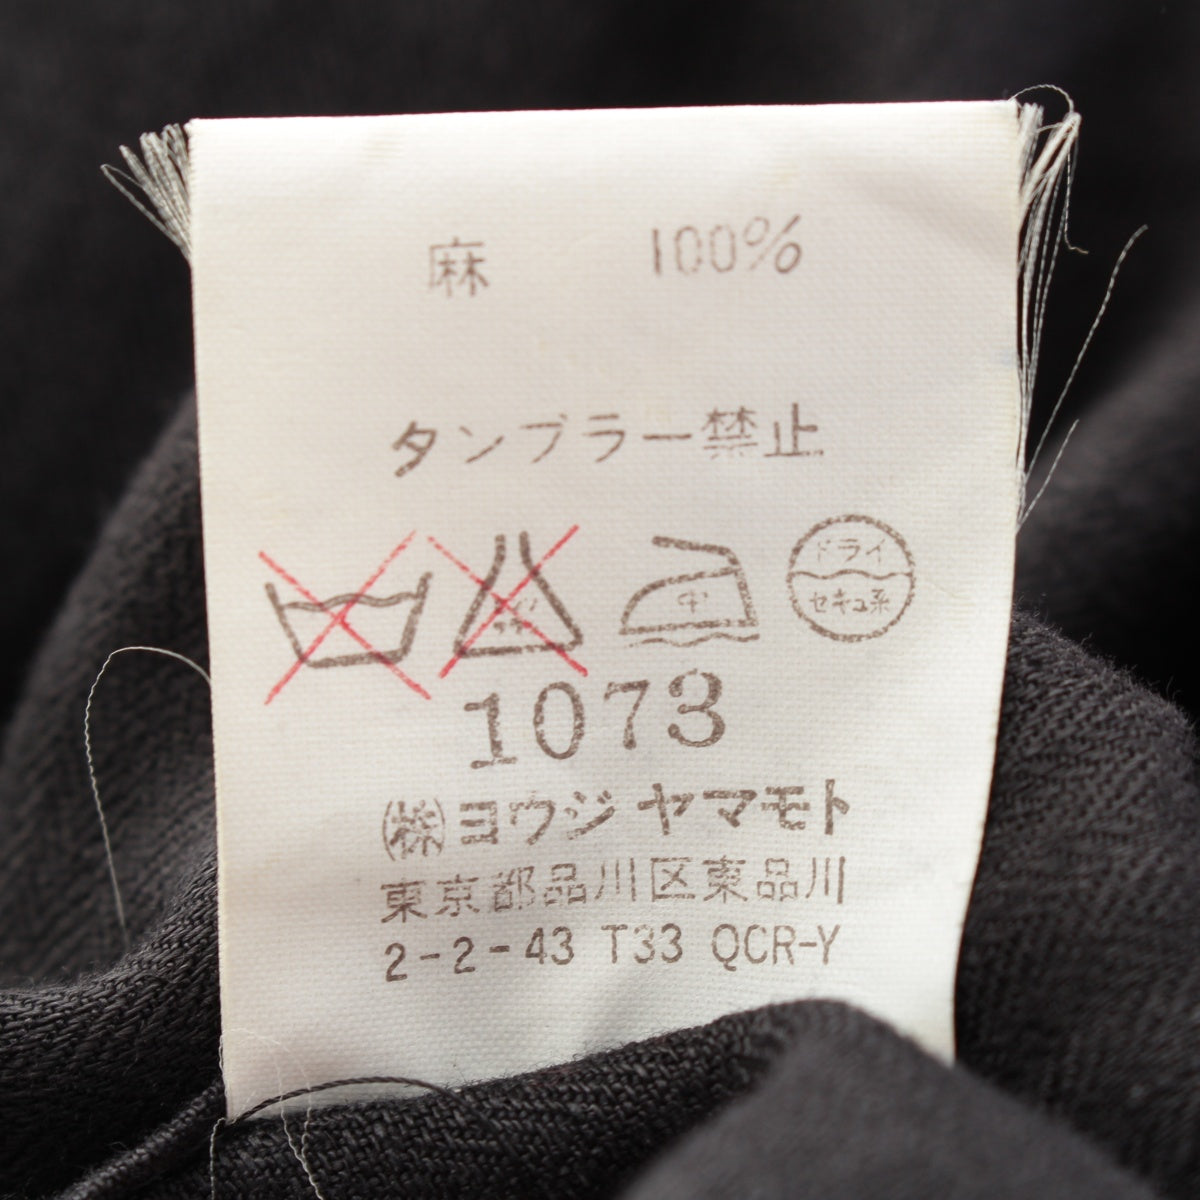 麻 100%
タンブラー禁止
中 ドライ
セキユ系
1073
㈱ヨウジ ヤマモト
東京都品川区東品川
2-2-43 T33 QCR-Y